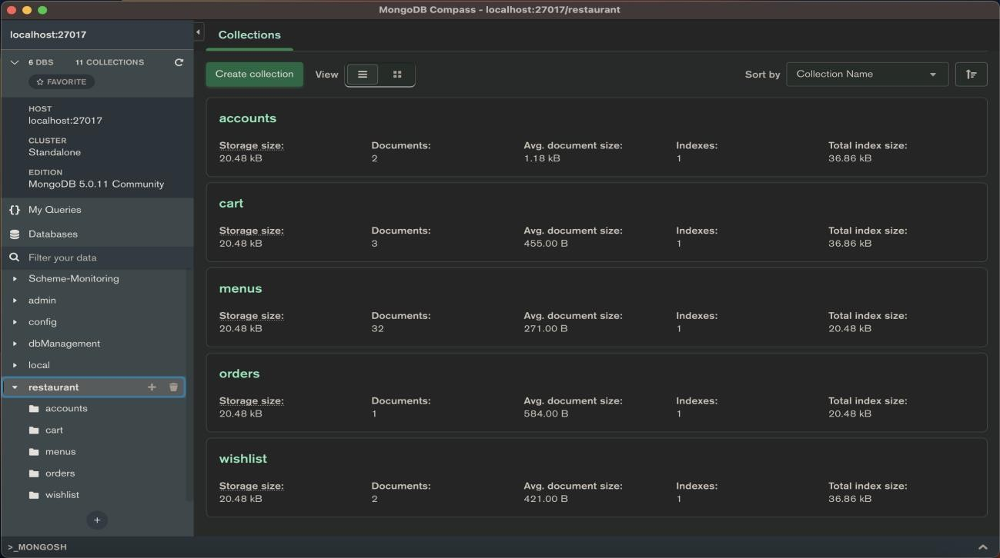 MongoDB Compass - localhost:27017/restaurant
localhost:27017
6 DBS 11 COLLECTIONS
FAVORITE
HOST
localhost:27017
CLUSTER
Standalone
EDITION
MongoDB 5.0.11 Community
{} My Queries
Databases
Filter your data
Scheme-Monitoring
admin
config
dbManagement
local
restaurant
accounts
cart
menus
orders
wishlist
+
Collections
Create collection View Sort by Collection Name
accounts
Storage size: Documents: Avg. document size: Indexes: Total index size:
20.48 kB 2 1.18 kB 1 36.86 kB
cart
Storage size: Documents: Avg. document size: Indexes: Total index size:
20.48 kB 3 455.00 B 1 36.86 kB
menus
Storage size: Documents: Avg. document size: Indexes: Total index size:
20.48 kB 32 271.00 B 1 20.48 kB
orders
Storage size: Documents: Avg. document size: Indexes: Total index size:
20.48 kB 1 584.00 B 1 20.48 kB
wishlist
Storage size: Documents: Avg. document size: Indexes: Total index size:
20.48 kB 2 421.00 B 1 36.86 kB
>_MONGOSH